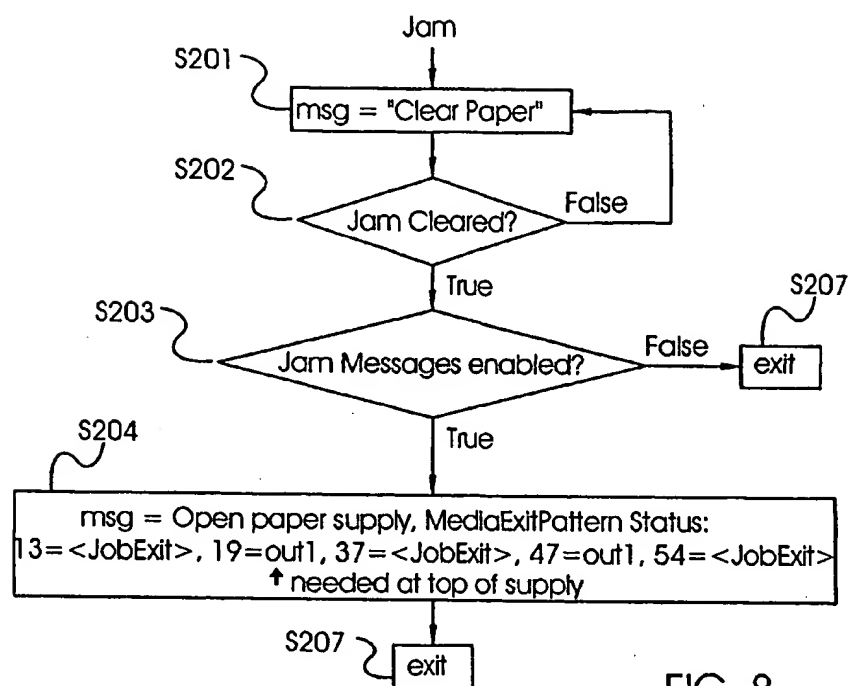 Jam
S201
msg = "Clear Paper"
S202
Jam Cleared?
False
True
S203
Jam Messages enabled?
False
S207
exit
True
S204
msg = Open paper supply, MediaExitPattern Status:
13=<JobExit>, 19=out1, 37=<JobExit>, 47=out1, 54=<JobExit>
↑ needed at top of supply
S207
exit
FIG. 8